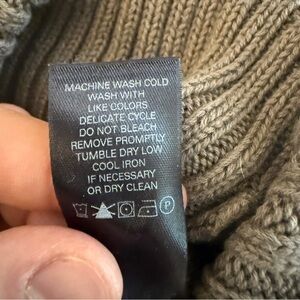 MACHINE WASH COLD
WASH WITH
LIKE COLORS
DELICATE CYCLE
DO NOT BLEACH
REMOVE PROMPTLY
TUMBLE DRY LOW
COOL IRON
IF NECESSARY
OR DRY CLEAN
P